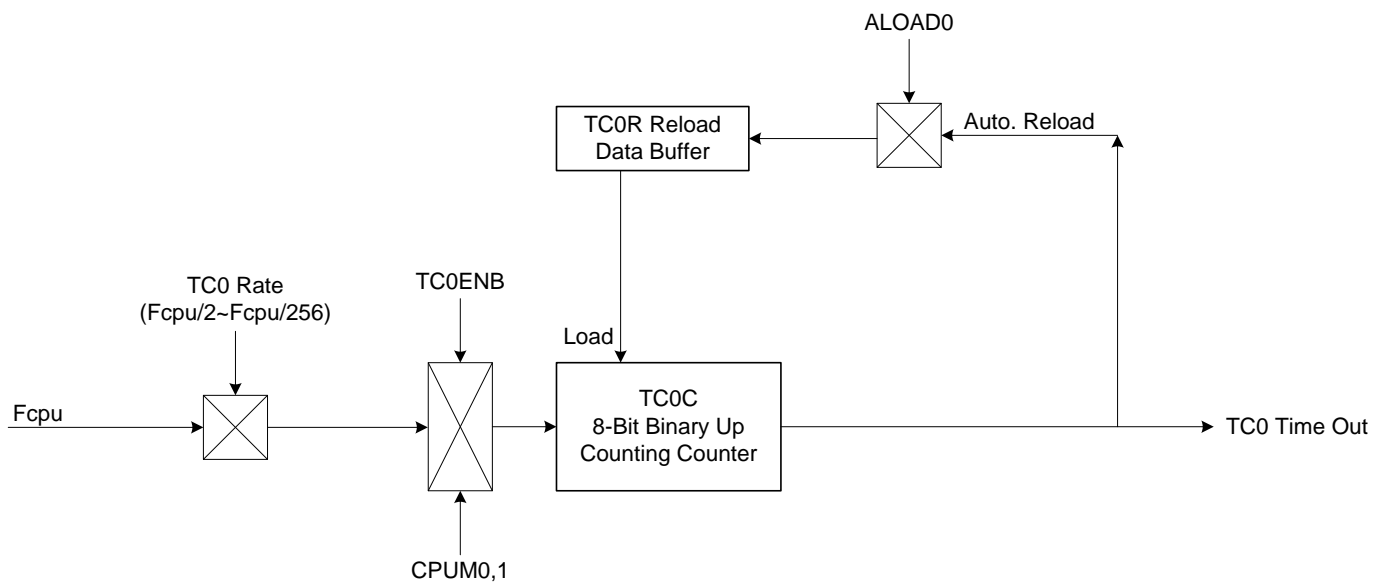 ALOAD0
TC0R Reload
Data Buffer
Auto. Reload
TC0 Rate
(Fcpu/2~Fcpu/256)
TC0ENB
Load
Fcpu
TC0C
8-Bit Binary Up
Counting Counter
TC0 Time Out
CPUM0,1